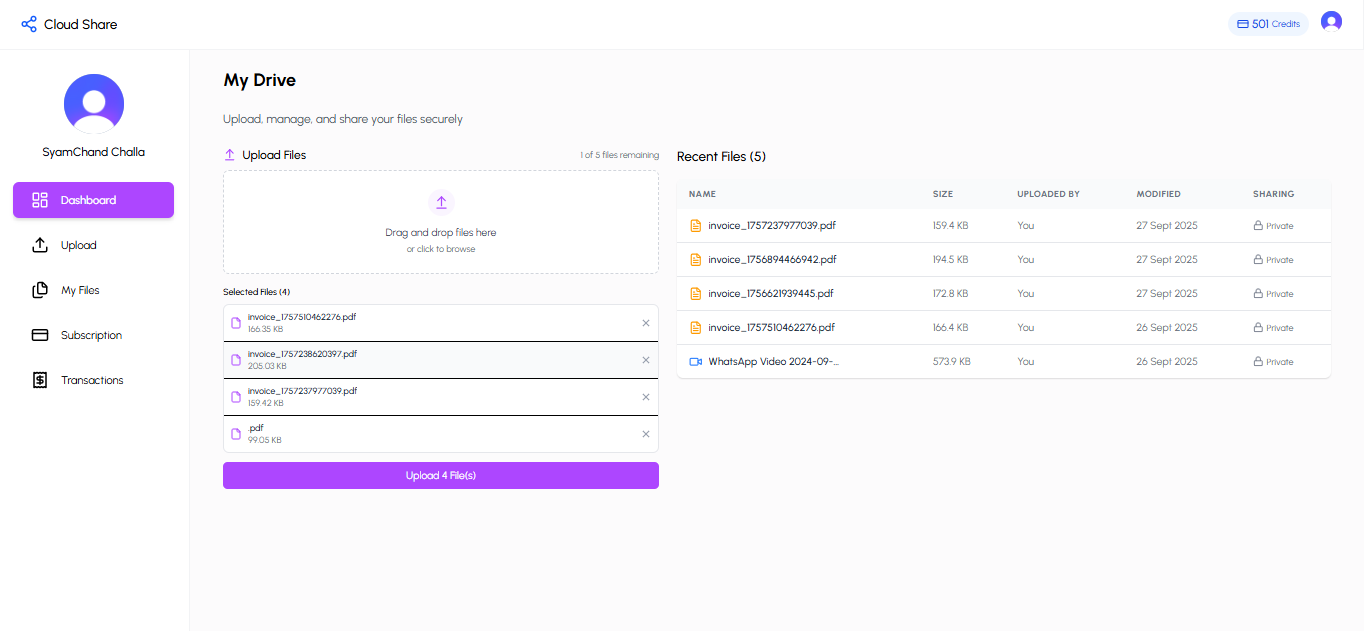 Cloud Share
501 Credits
SyamChand Challa
Dashboard
Upload
My Files
Subscription
Transactions
My Drive
Upload, manage, and share your files securely
Upload Files
1 of 5 files remaining
Drag and drop files here
or click to browse
Selected Files (4)
invoice_1757510462276.pdf
166.35 KB
invoice_1757238620397.pdf
205.03 KB
invoice_1757237977039.pdf
159.42 KB
.pdf
99.05 KB
Upload 4 File(s)
Recent Files (5)
NAME SIZE UPLOADED BY MODIFIED SHARING
invoice_1757237977039.pdf 159.4 KB You 27 Sept 2025 Private
invoice_1756894466942.pdf 194.5 KB You 27 Sept 2025 Private
invoice_1756621939445.pdf 172.8 KB You 27 Sept 2025 Private
invoice_1757510462276.pdf 166.4 KB You 26 Sept 2025 Private
WhatsApp Video 2024-09-... 573.9 KB You 26 Sept 2025 Private